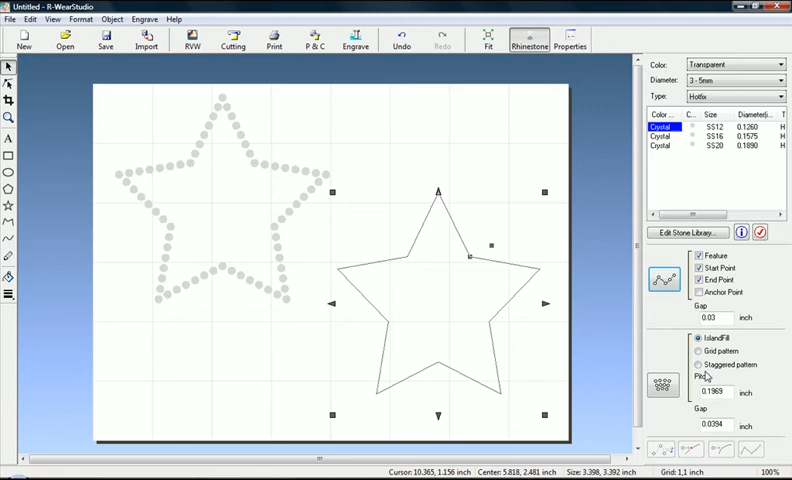 Untitled - R-WearStudio
File Edit View Format Object Engrave Help
New Open Save Import RVW Cutting Print P & C Engrave Undo Redo Fit Rhinestone Properties
Color: Transparent
Diameter: 3 - 5mm
Type: Hotfix
Color ... C... Size Diameter(i... T
Crystal SS12 0.1260 H
Crystal SS16 0.1575 H
Crystal SS20 0.1890 H
Edit Stone Library...
Feature
Start Point
End Point
Anchor Point
Gap
0.03 inch
IslandFill
Grid pattern
Staggered pattern
0.1969 inch
Gap
0.0394 inch
Cursor: 10.365, 1.156 inch Center: 5.818, 2.481 inch Size: 3.398, 3.392 inch Grid: 1,1 inch 100%